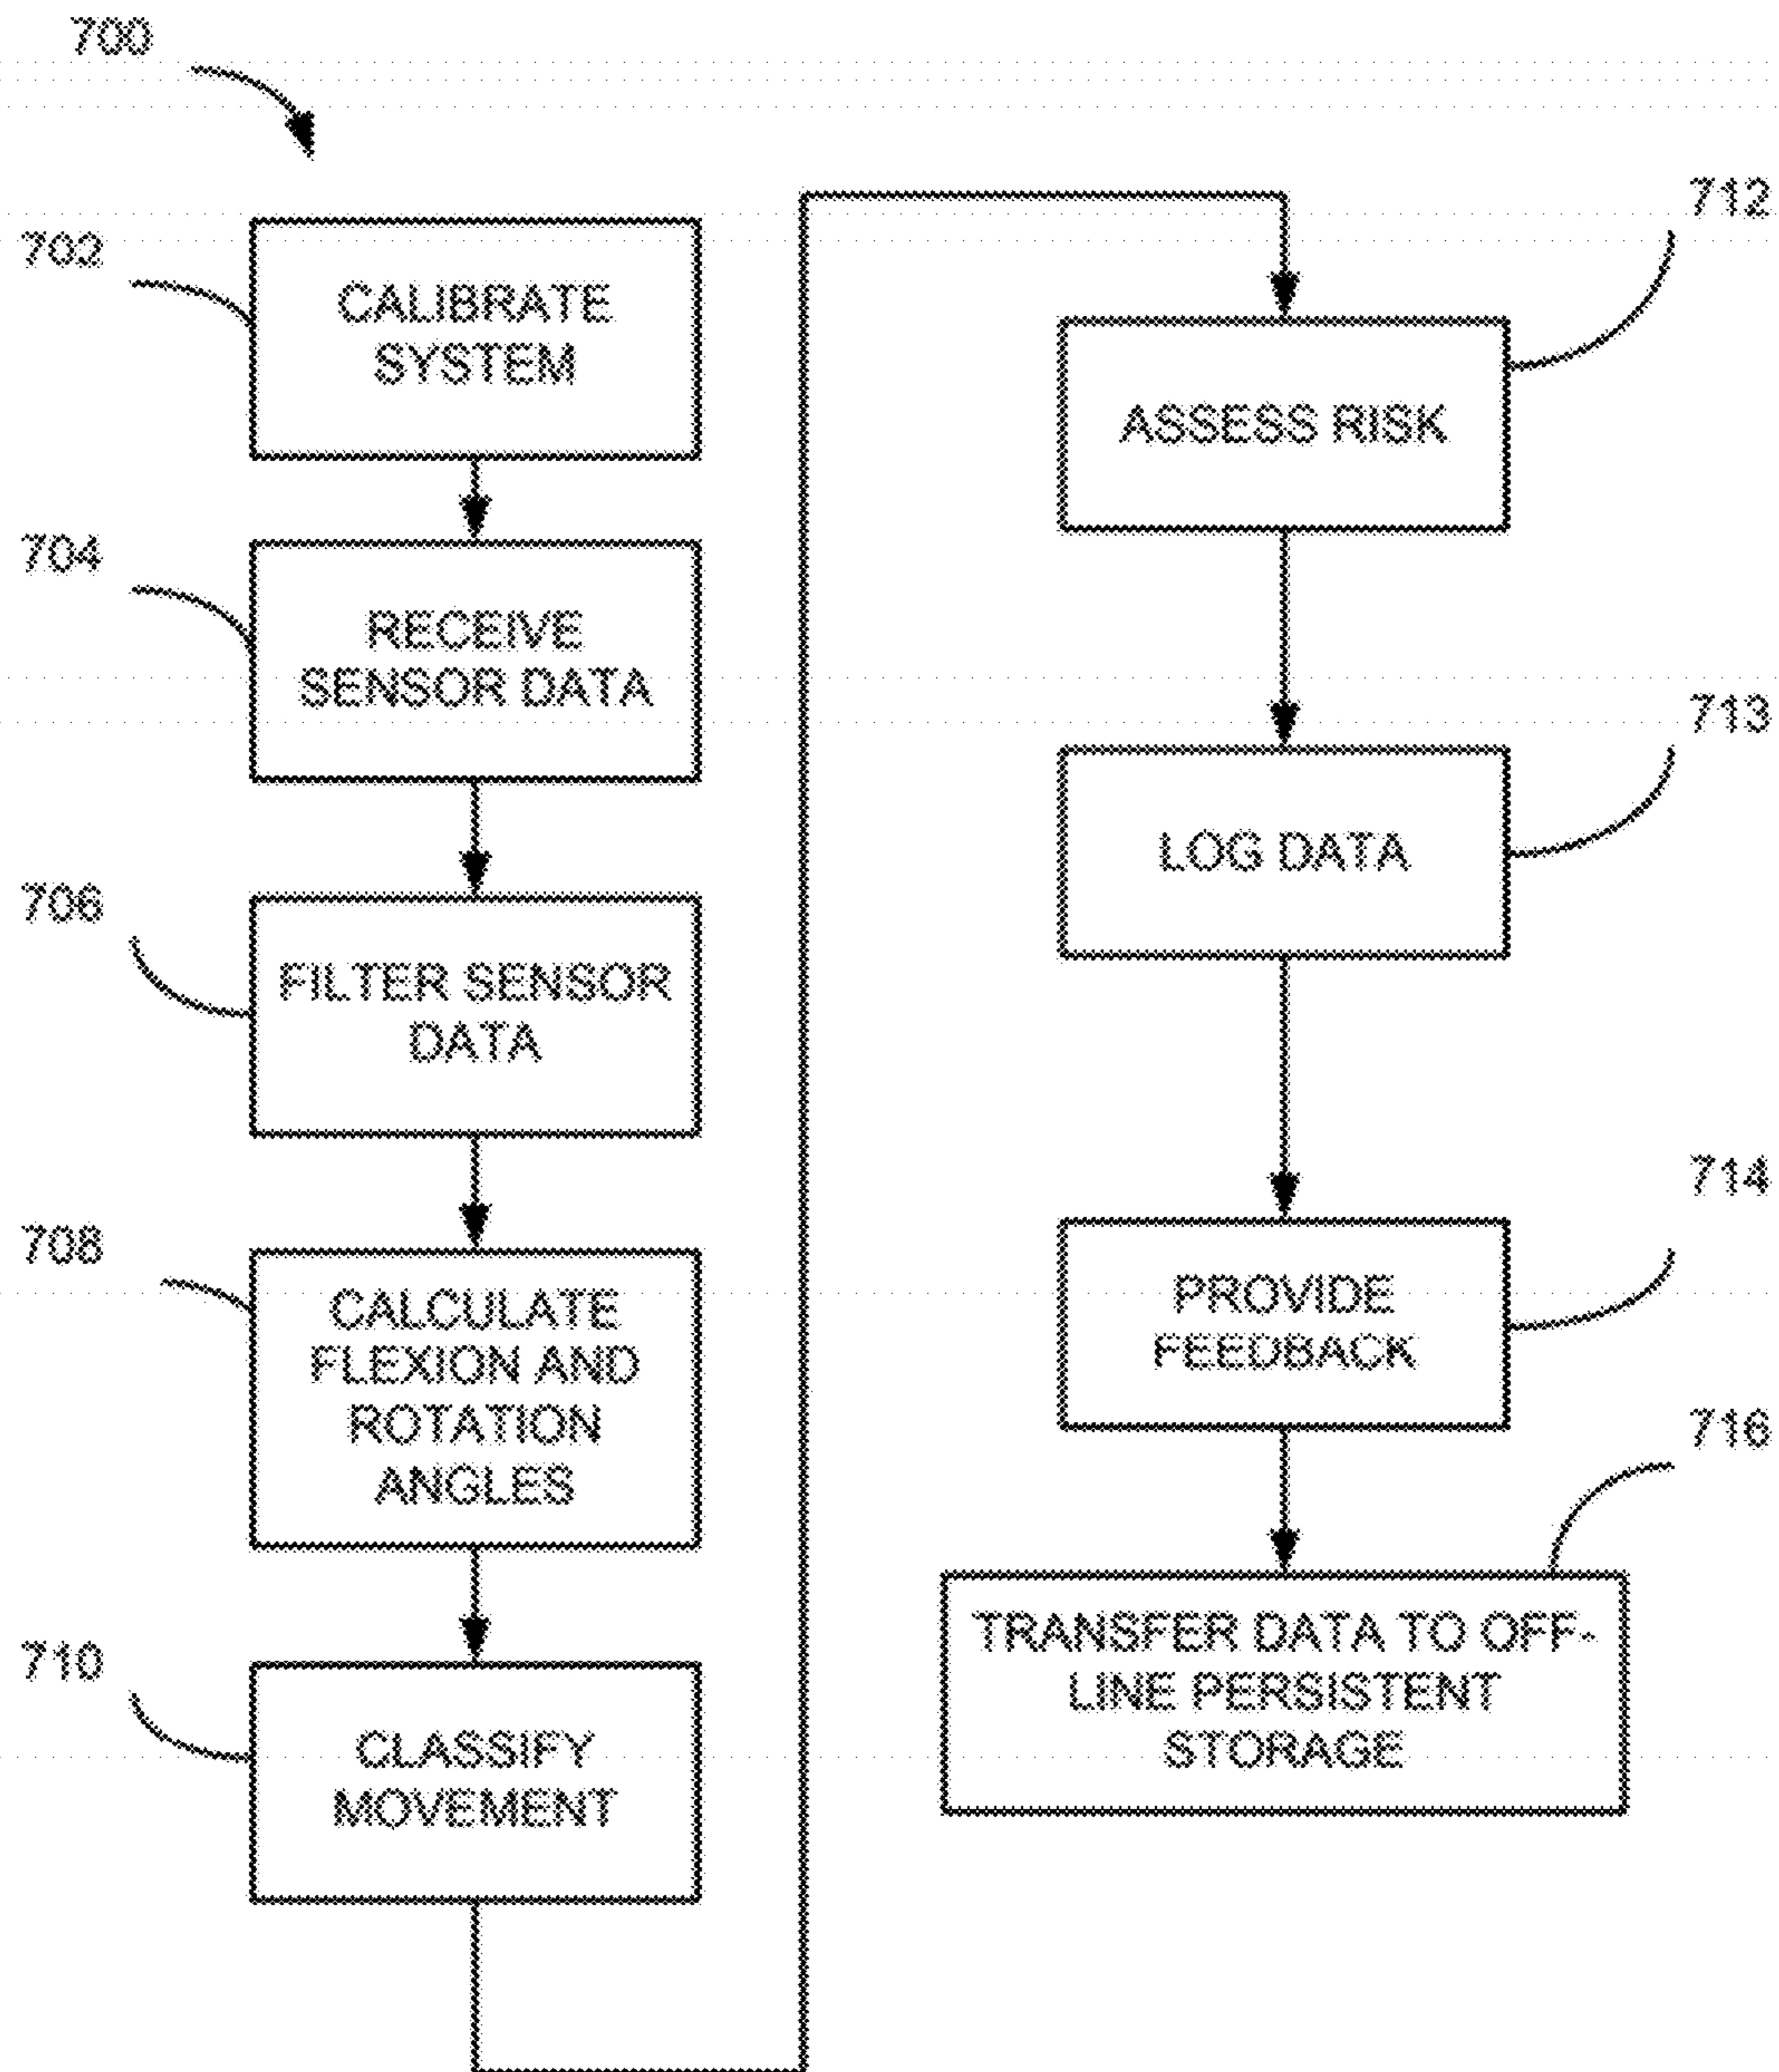 700
702
CALIBRATE
SYSTEM
704
RECEIVE
SENSOR DATA
706
FILTER SENSOR
DATA
708
CALCULATE
FLEXION AND
ROTATION
ANGLES
710
CLASSIFY
MOVEMENT
712
ASSESS RISK
713
LOG DATA
714
PROVIDE
FEEDBACK
716
TRANSFER DATA TO OFF-
LINE PERSISTENT
STORAGE